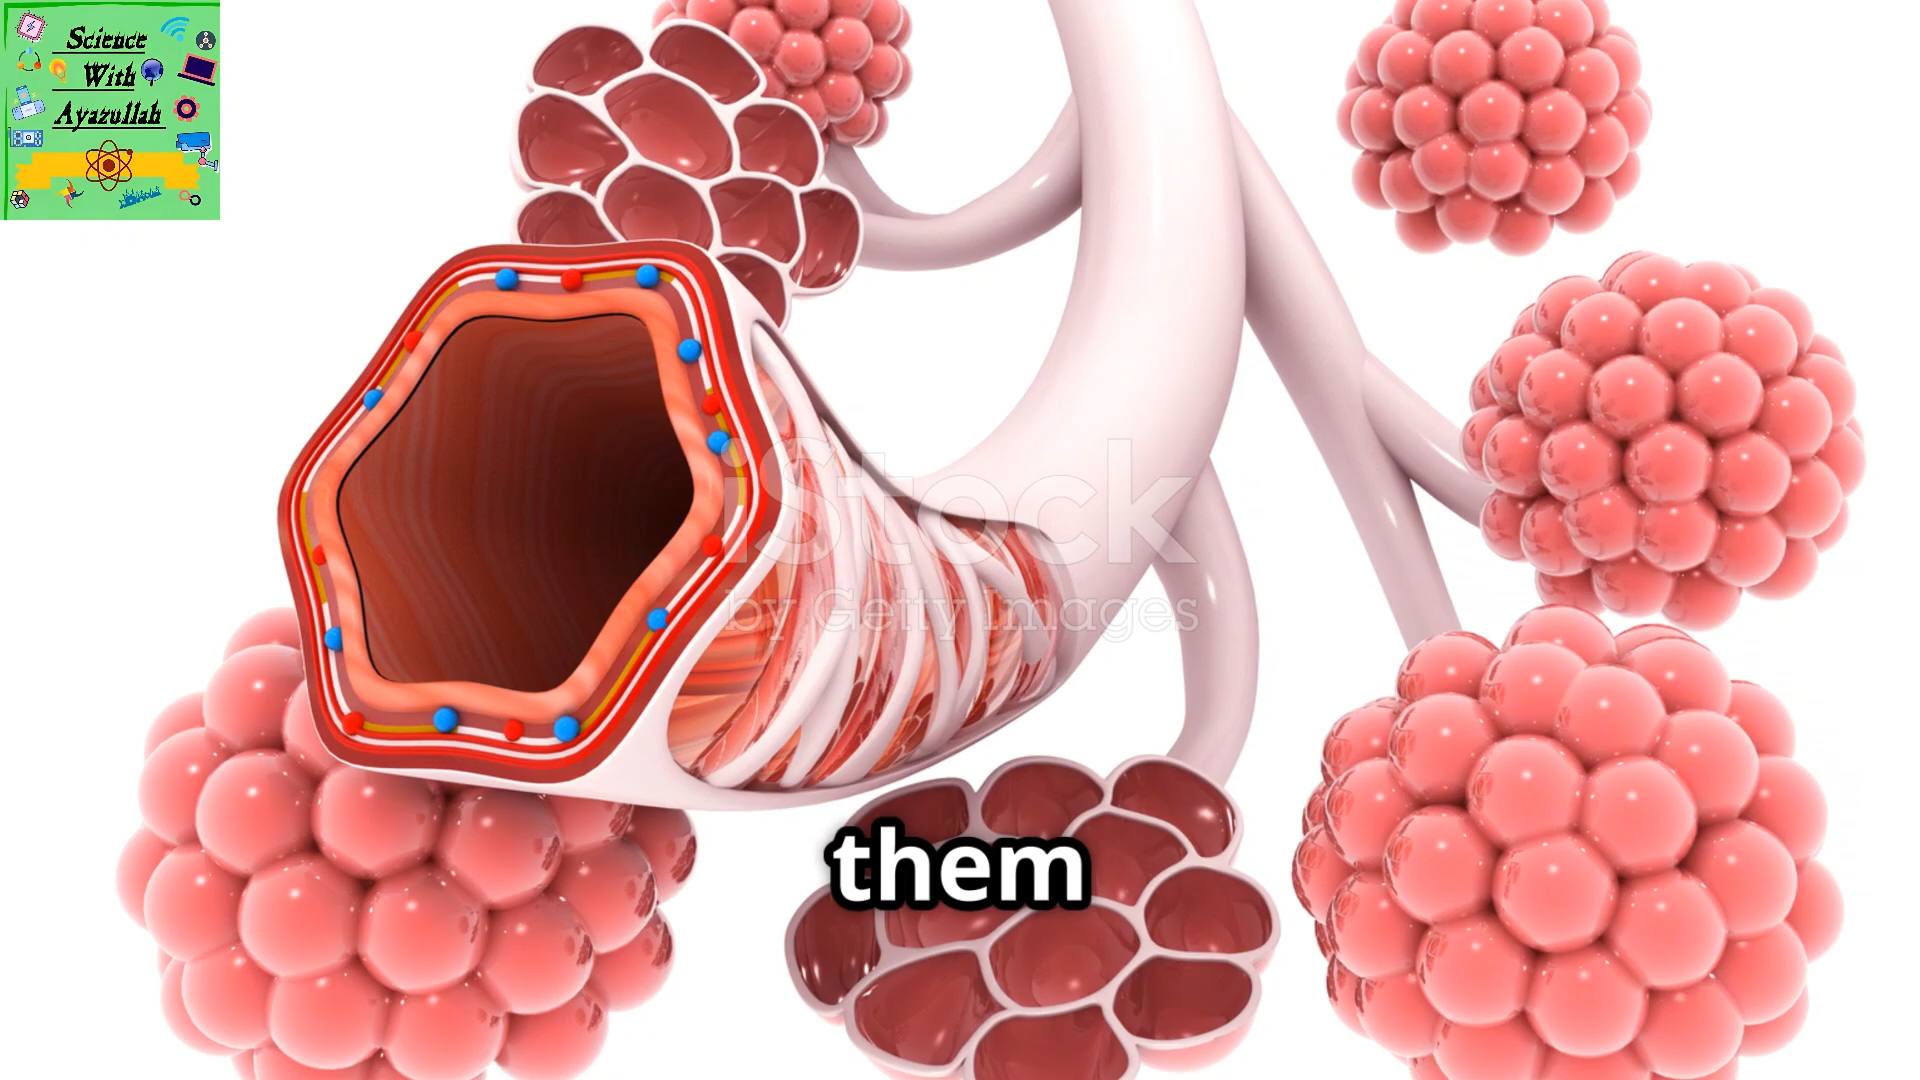 Science
With
Ayazullah
iStock
by Getty Images
them